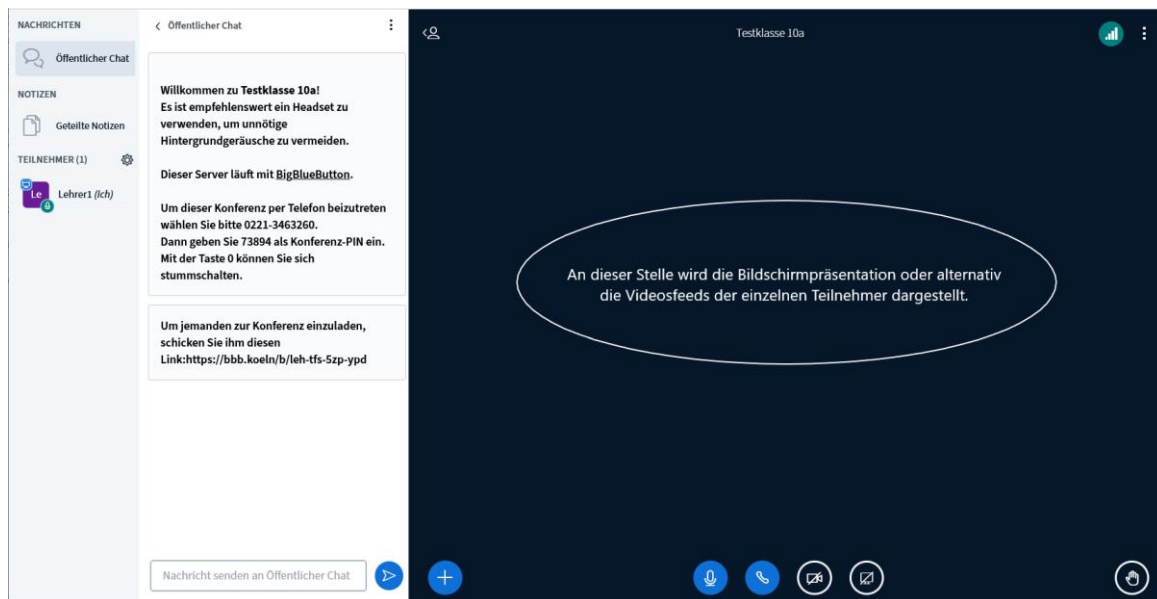 NACHRICHTEN
Öffentlicher Chat
NOTIZEN
Geteilte Notizen
TEILNEHMER (1)
Le
Lehrer1 (Ich)
Öffentlicher Chat
Willkommen zu Testklasse 10a!
Es ist empfehlenswert ein Headset zu
verwenden, um unnötige
Hintergrundgeräusche zu vermeiden.
Dieser Server läuft mit BigBlueButton.
Um dieser Konferenz per Telefon beizutreten
wählen Sie bitte 0221-3463260.
Dann geben Sie 73894 als Konferenz-PIN ein.
Mit der Taste 0 können Sie sich
stummschalten.
Um jemanden zur Konferenz einzuladen,
schicken Sie ihm diesen
Link:https://bbb.koeln/b/leh-tfs-5zp-ypd
Nachricht senden an Öffentlicher Chat
Testklasse 10a
An dieser Stelle wird die Bildschirmpräsentation oder alternativ
die Videosfeeds der einzelnen Teilnehmer dargestellt.